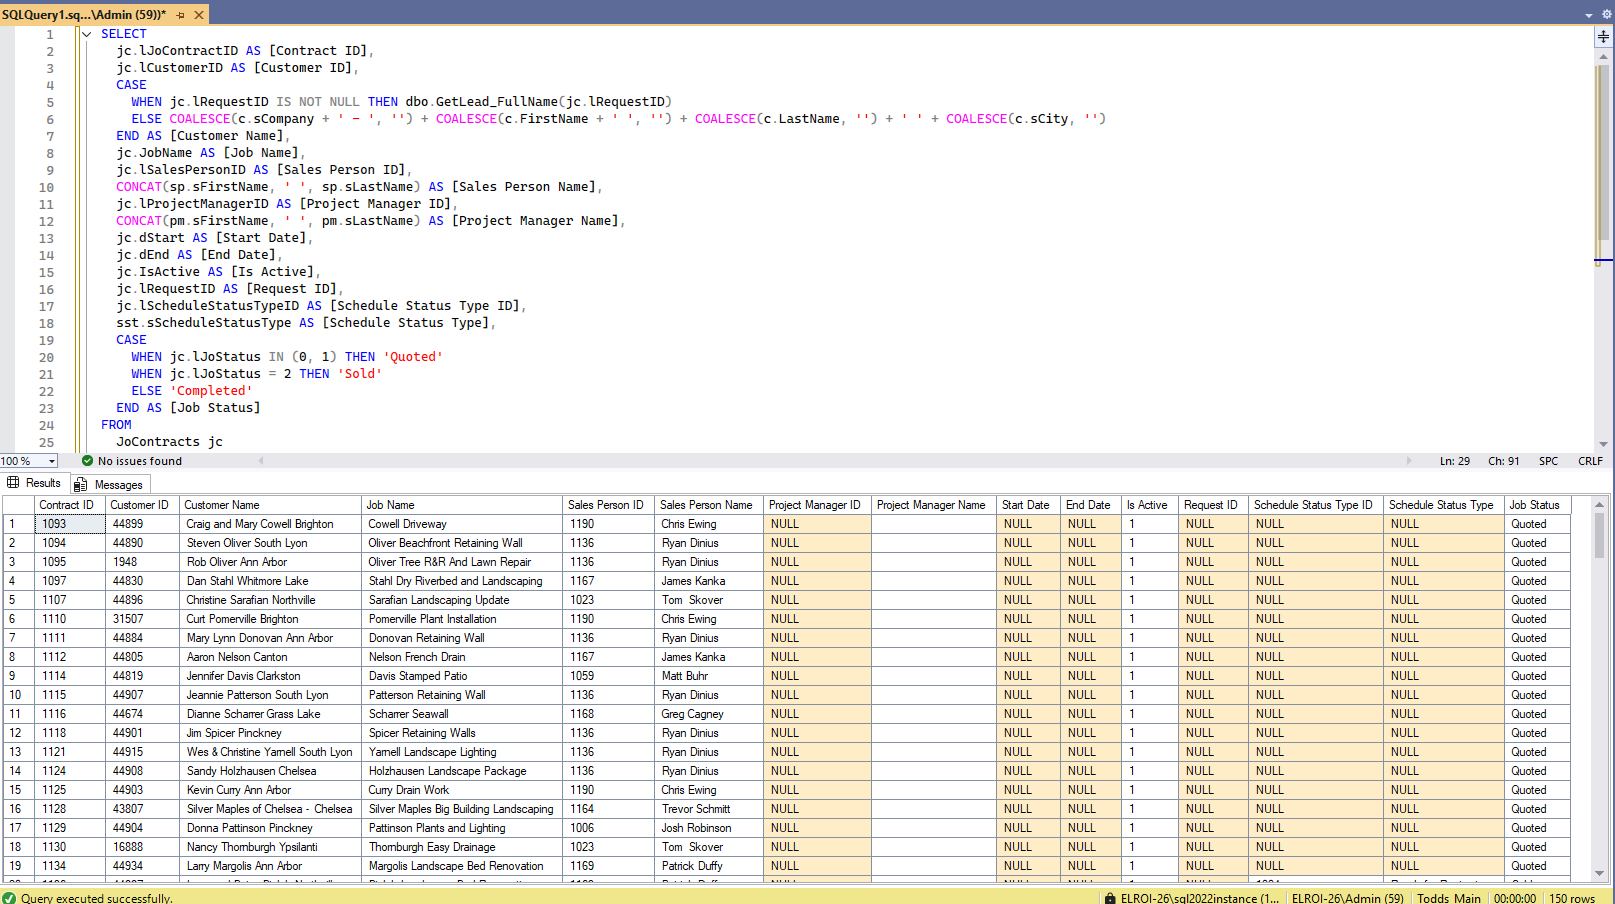 SQLQuery1.sq...\Admin (59))*
1 SELECT
2 jc.lJoContractID AS [Contract ID],
3 jc.lCustomerID AS [Customer ID],
4 CASE
5 WHEN jc.lRequestID IS NOT NULL THEN dbo.GetLead_FullName(jc.lRequestID)
6 ELSE COALESCE(c.sCompany + ' - ', '') + COALESCE(c.FirstName + ' ', '') + COALESCE(c.LastName, '') + ' ' + COALESCE(c.sCity, '')
7 END AS [Customer Name],
8 jc.JobName AS [Job Name],
9 jc.lSalesPersonID AS [Sales Person ID],
10 CONCAT(sp.sFirstName, ' ', sp.sLastName) AS [Sales Person Name],
11 jc.lProjectManagerID AS [Project Manager ID],
12 CONCAT(pm.sFirstName, ' ', pm.sLastName) AS [Project Manager Name],
13 jc.dStart AS [Start Date],
14 jc.dEnd AS [End Date],
15 jc.IsActive AS [Is Active],
16 jc.lRequestID AS [Request ID],
17 jc.lScheduleStatusTypeID AS [Schedule Status Type ID],
18 sst.sScheduleStatusType AS [Schedule Status Type],
19 CASE
20 WHEN jc.lJoStatus IN (0, 1) THEN 'Quoted'
21 WHEN jc.lJoStatus = 2 THEN 'Sold'
22 ELSE 'Completed'
23 END AS [Job Status]
24 FROM
25 JoContracts jc
100 % No issues found Ln: 29 Ch: 91 SPC CRLF
Results Messages
Contract ID Customer ID Customer Name Job Name Sales Person ID Sales Person Name Project Manager ID Project Manager Name Start Date End Date Is Active Request ID Schedule Status Type ID Schedule Status Type Job Status
1 1093 44899 Craig and Mary Cowell Brighton Cowell Driveway 1190 Chris Ewing NULL NULL NULL 1 NULL NULL NULL Quoted
2 1094 44890 Steven Oliver South Lyon Oliver Beachfront Retaining Wall 1136 Ryan Dinius NULL NULL NULL 1 NULL NULL NULL Quoted
3 1095 1948 Rob Oliver Ann Arbor Oliver Tree R&R And Lawn Repair 1136 Ryan Dinius NULL NULL NULL 1 NULL NULL NULL Quoted
4 1097 44830 Dan Stahl Whitmore Lake Stahl Dry Riverbed and Landscaping 1167 James Kanka NULL NULL NULL 1 NULL NULL NULL Quoted
5 1107 44896 Christine Sarafian Northville Sarafian Landscaping Update 1023 Tom Skover NULL NULL NULL 1 NULL NULL NULL Quoted
6 1110 31507 Curt Pomerville Brighton Pomerville Plant Installation 1190 Chris Ewing NULL NULL NULL 1 NULL NULL NULL Quoted
7 1111 44884 Mary Lynn Donovan Ann Arbor Donovan Retaining Wall 1136 Ryan Dinius NULL NULL NULL 1 NULL NULL NULL Quoted
8 1112 44805 Aaron Nelson Canton Nelson French Drain 1167 James Kanka NULL NULL NULL 1 NULL NULL NULL Quoted
9 1114 44819 Jennifer Davis Clarkston Davis Stamped Patio 1059 Matt Buhr NULL NULL NULL 1 NULL NULL NULL Quoted
10 1115 44907 Jeannie Patterson South Lyon Patterson Retaining Wall 1136 Ryan Dinius NULL NULL NULL 1 NULL NULL NULL Quoted
11 1116 44674 Dianne Scharrer Grass Lake Scharrer Seawall 1168 Greg Cagney NULL NULL NULL 1 NULL NULL NULL Quoted
12 1118 44901 Jim Spicer Pinckney Spicer Retaining Walls 1136 Ryan Dinius NULL NULL NULL 1 NULL NULL NULL Quoted
13 1121 44915 Wes & Christine Yarnell South Lyon Yarnell Landscape Lighting 1136 Ryan Dinius NULL NULL NULL 1 NULL NULL NULL Quoted
14 1124 44908 Sandy Holzhausen Chelsea Holzhausen Landscape Package 1136 Ryan Dinius NULL NULL NULL 1 NULL NULL NULL Quoted
15 1125 44903 Kevin Curry Ann Arbor Curry Drain Work 1190 Chris Ewing NULL NULL NULL 1 NULL NULL NULL Quoted
16 1128 43807 Silver Maples of Chelsea - Chelsea Silver Maples Big Building Landscaping 1164 Trevor Schmitt NULL NULL NULL 1 NULL NULL NULL Quoted
17 1129 44904 Donna Pattinson Pinckney Pattinson Plants and Lighting 1006 Josh Robinson NULL NULL NULL 1 NULL NULL NULL Quoted
18 1130 16888 Nancy Thornburgh Ypsilanti Thornburgh Easy Drainage 1023 Tom Skover NULL NULL NULL 1 NULL NULL NULL Quoted
19 1134 44934 Larry Margolis Ann Arbor Margolis Landscape Bed Renovation 1169 Patrick Duffy NULL NULL NULL 1 NULL NULL NULL Quoted
Query executed successfully. ELROI-26\sql2022instance (1... ELROI-26\Admin (59) Todds_Main 00:00:00 150 rows